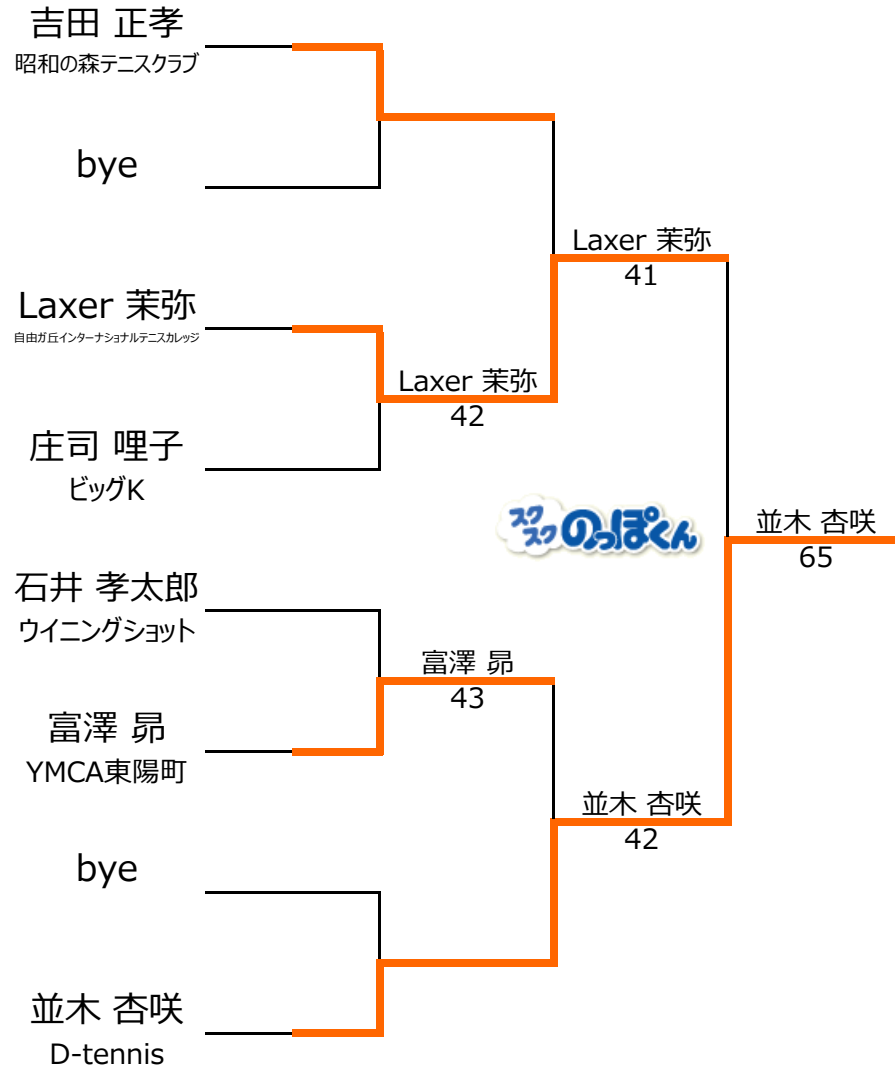 吉田 正孝
昭和の森テニスクラブ
bye
Laxer 茉弥
41
Laxer 茉弥
自由ガ丘インターナショナルテニスカレッジ
Laxer 茉弥
42
庄司 哩子
ビッグK
スクスク のっぽくん
並木 杏咲
65
石井 孝太郎
ウイニングショット
富澤 昴
43
富澤 昴
YMCA東陽町
並木 杏咲
42
bye
並木 杏咲
D-tennis